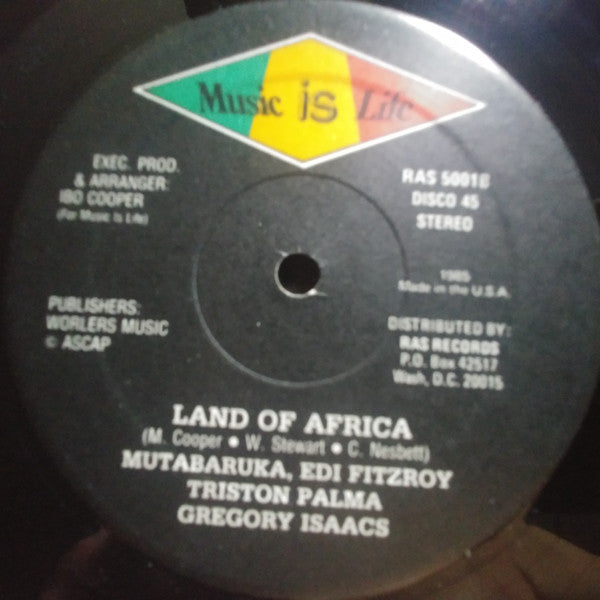 Music is Life
EXEC. PROD.
& ARRANGER:
IBO COOPER
(For Music Is Life)
RAS 50016
DISCO 45
STEREO
1985
Made in the U.S.A.
PUBLISHERS:
WORLERS MUSIC
© ASCAP
DISTRIBUTED BY:
RAS RECORDS
P.O. Box 42517
Wash, D.C. 20015
LAND OF AFRICA
(M. Cooper • W. Stewart • C. Nesbett)
MUTABARUKA, EDI FITZROY
TRISTON PALMA
GREGORY ISAACS